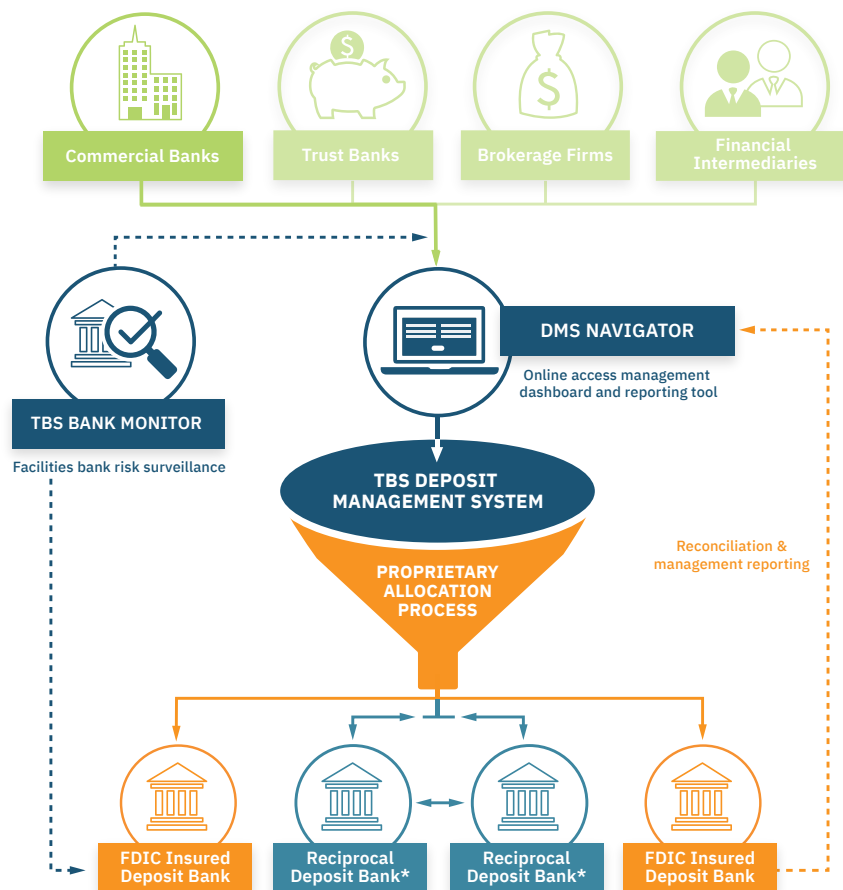 $
$
Commercial Banks
Trust Banks
Brokerage Firms
Financial
Intermediaries
DMS NAVIGATOR
Online access management
dashboard and reporting tool
TBS BANK MONITOR
Facilities bank risk surveillance
TBS DEPOSIT
MANAGEMENT SYSTEM
PROPRIETARY
ALLOCATION
PROCESS
Reconciliation &
management reporting
FDIC Insured
Deposit Bank
Reciprocal
Deposit Bank*
Reciprocal
Deposit Bank*
FDIC Insured
Deposit Bank